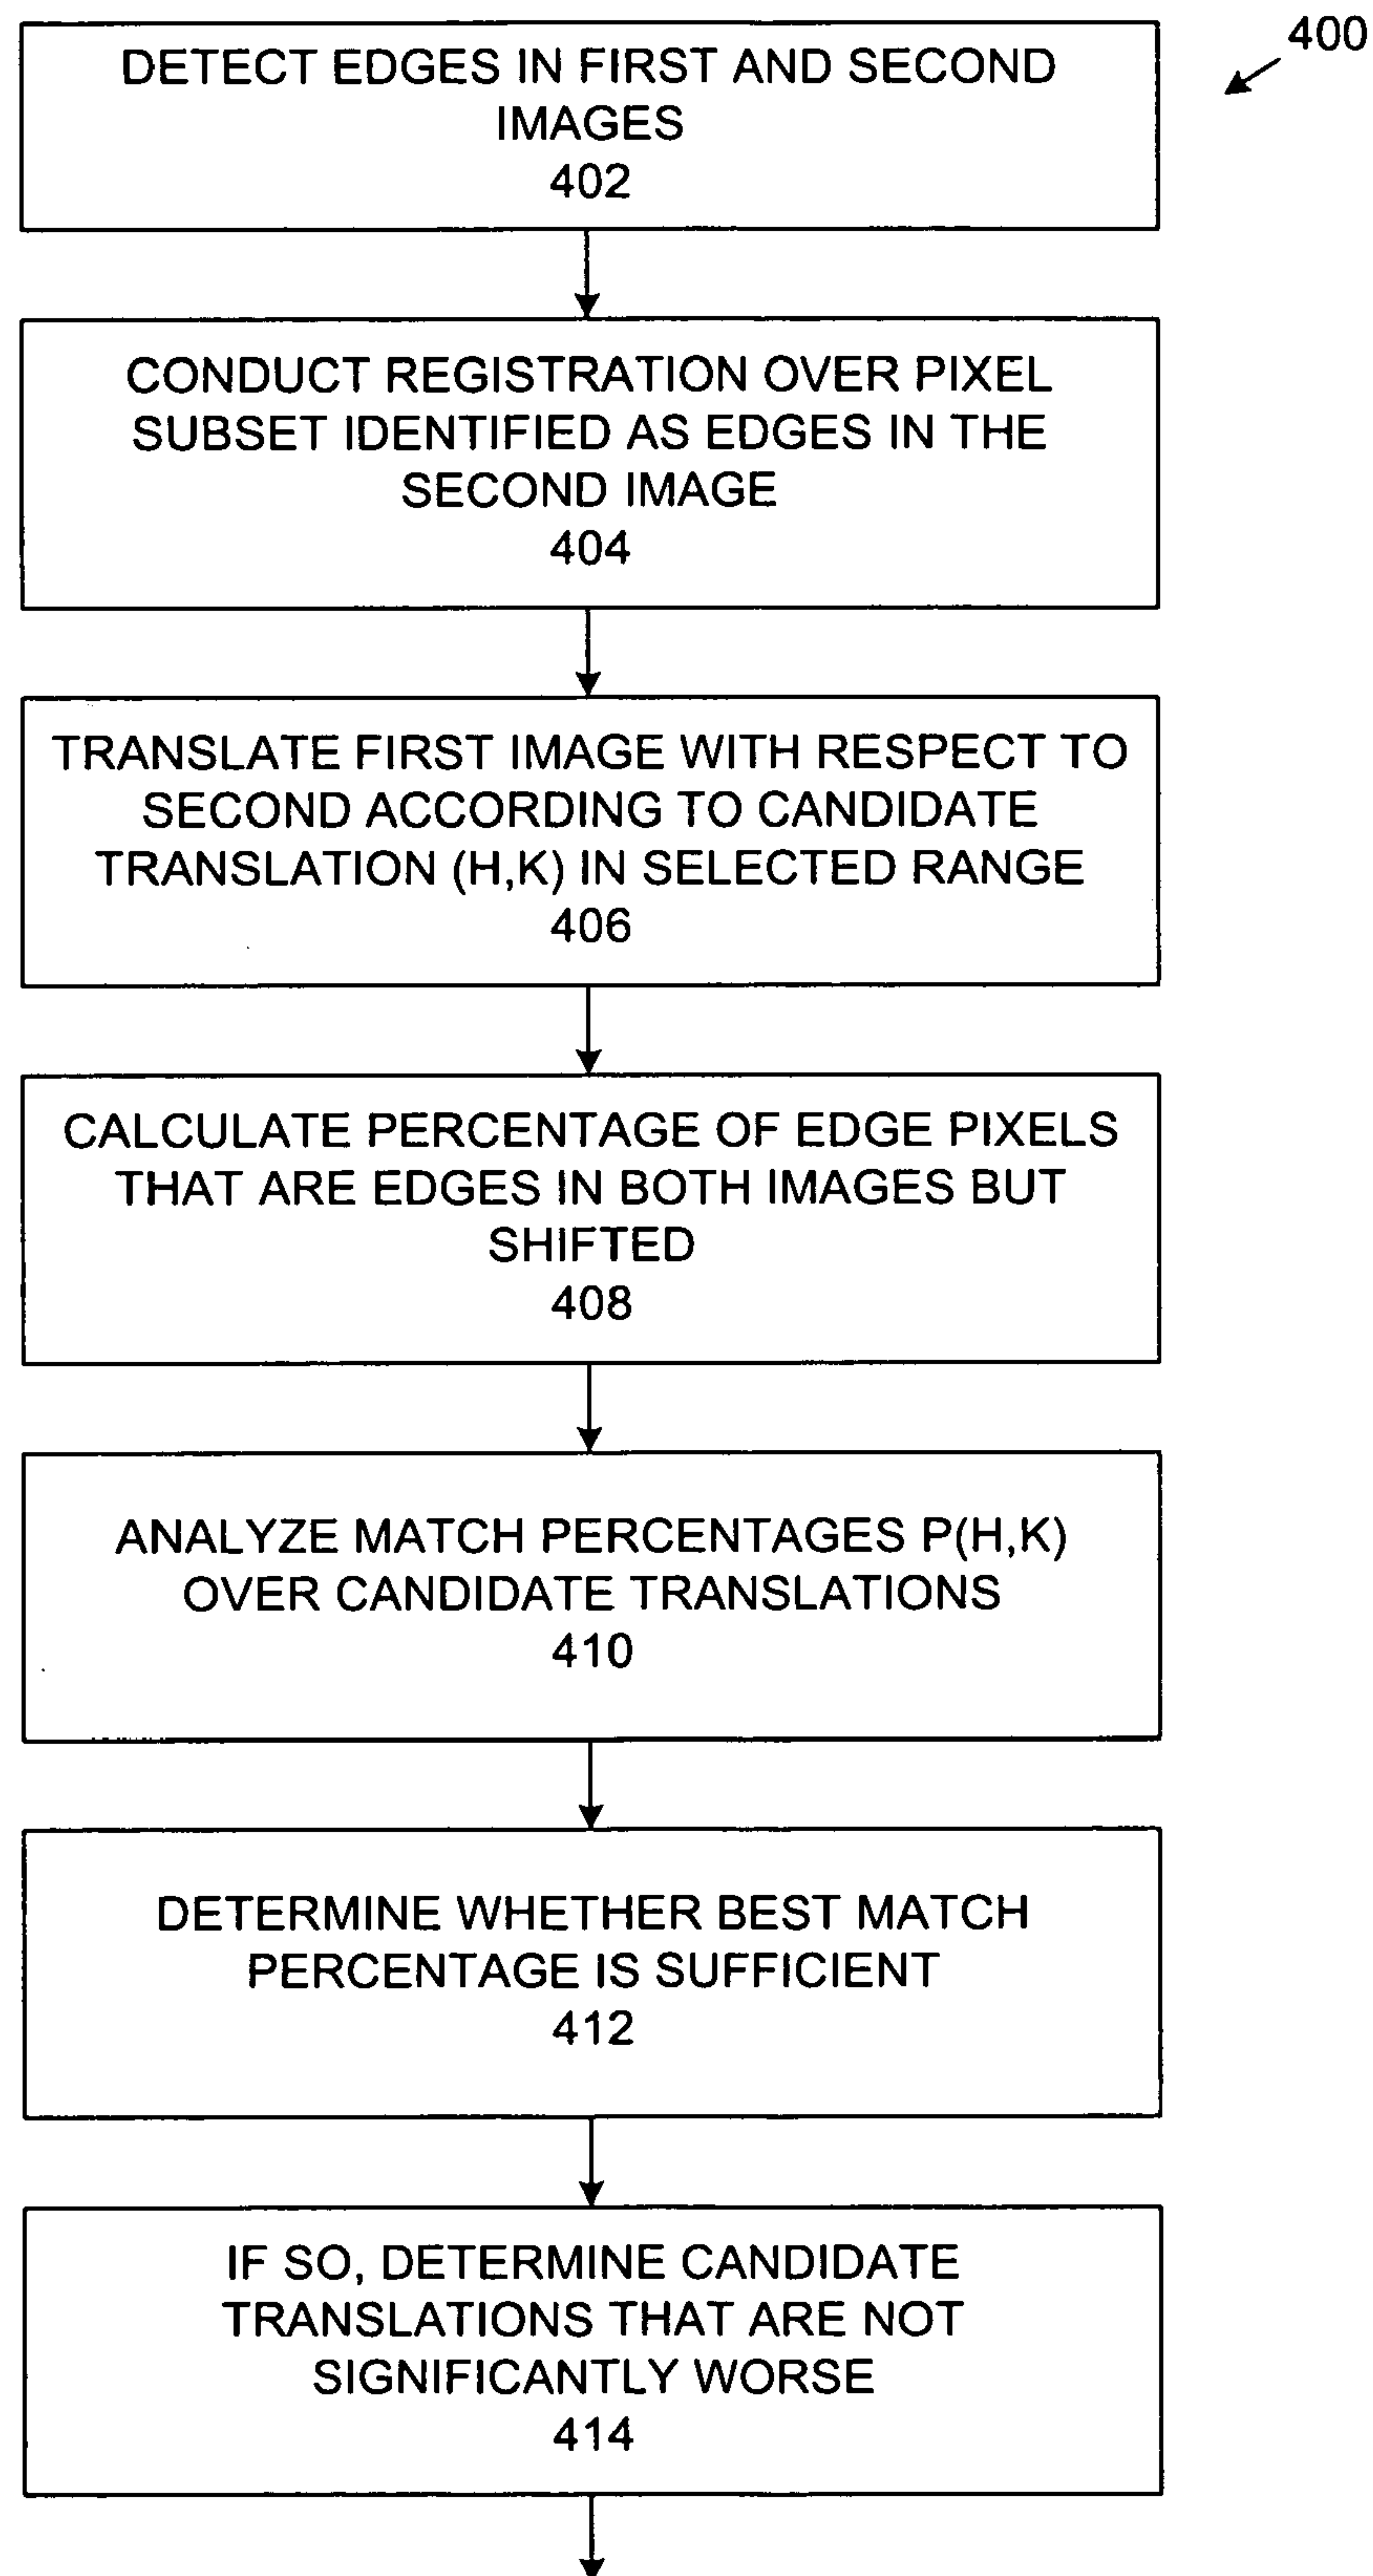 400
DETECT EDGES IN FIRST AND SECOND
IMAGES
402
CONDUCT REGISTRATION OVER PIXEL
SUBSET IDENTIFIED AS EDGES IN THE
SECOND IMAGE
404
TRANSLATE FIRST IMAGE WITH RESPECT TO
SECOND ACCORDING TO CANDIDATE
TRANSLATION (H,K) IN SELECTED RANGE
406
CALCULATE PERCENTAGE OF EDGE PIXELS
THAT ARE EDGES IN BOTH IMAGES BUT
SHIFTED
408
ANALYZE MATCH PERCENTAGES P(H,K)
OVER CANDIDATE TRANSLATIONS
410
DETERMINE WHETHER BEST MATCH
PERCENTAGE IS SUFFICIENT
412
IF SO, DETERMINE CANDIDATE
TRANSLATIONS THAT ARE NOT
SIGNIFICANTLY WORSE
414